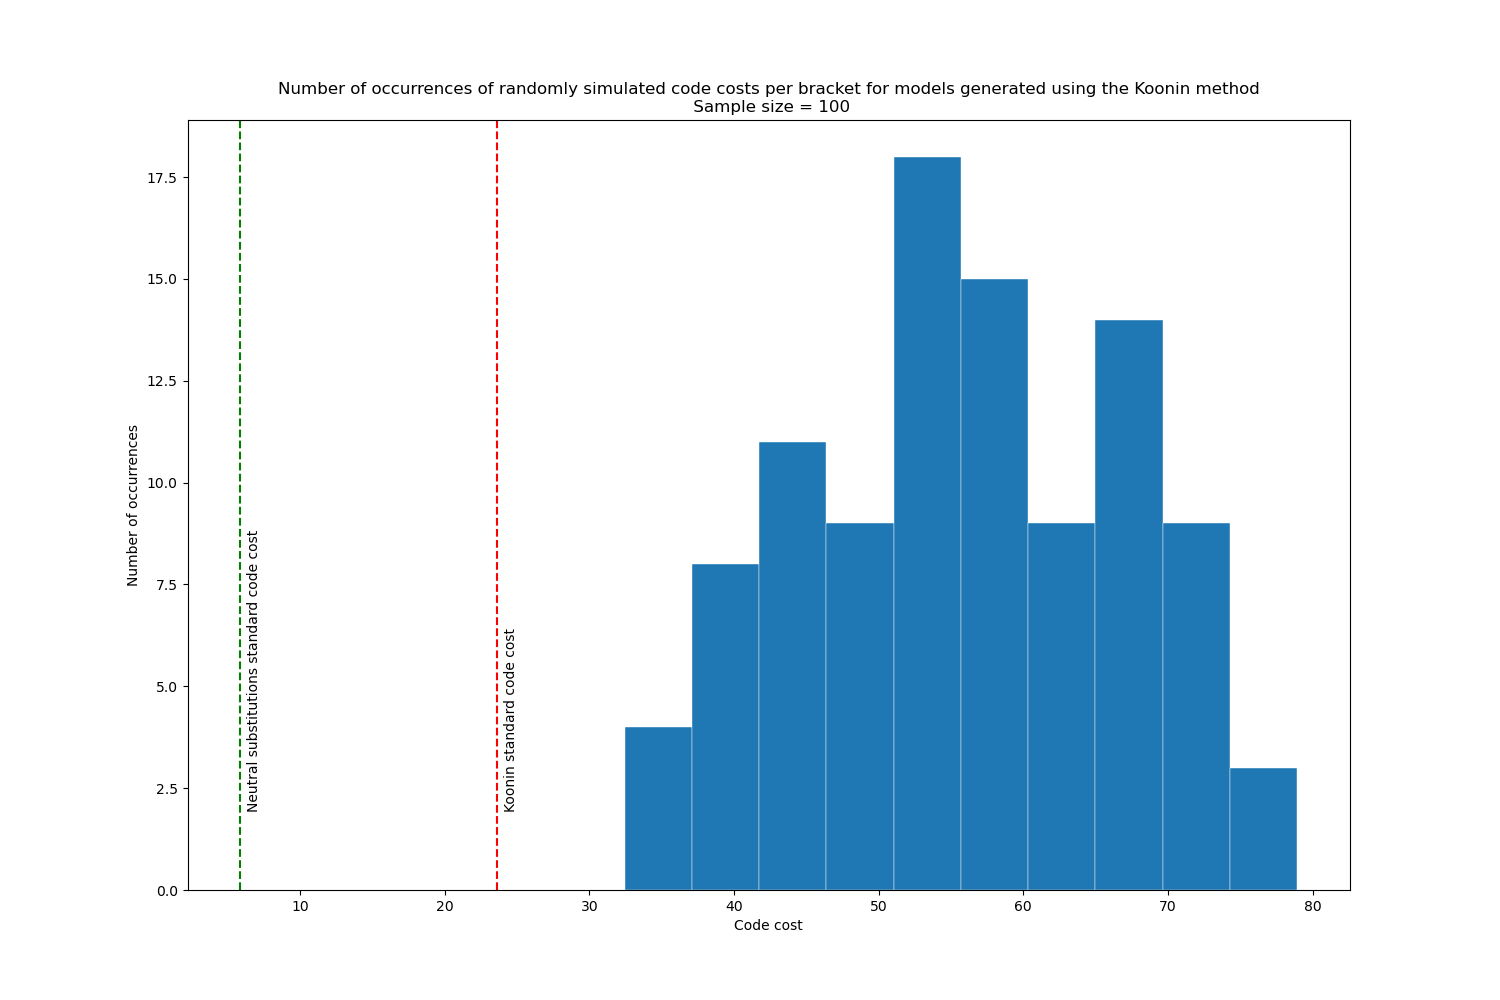 Number of occurrences of randomly simulated code costs per bracket for models generated using the Koonin method
Sample size = 100
17.5
15.0
12.5
10.0
7.5
5.0
2.5
0.0
Number of occurrences
Neutral substitutions standard code cost
Koonin standard code cost
10
20
30
40
50
60
70
80
Code cost